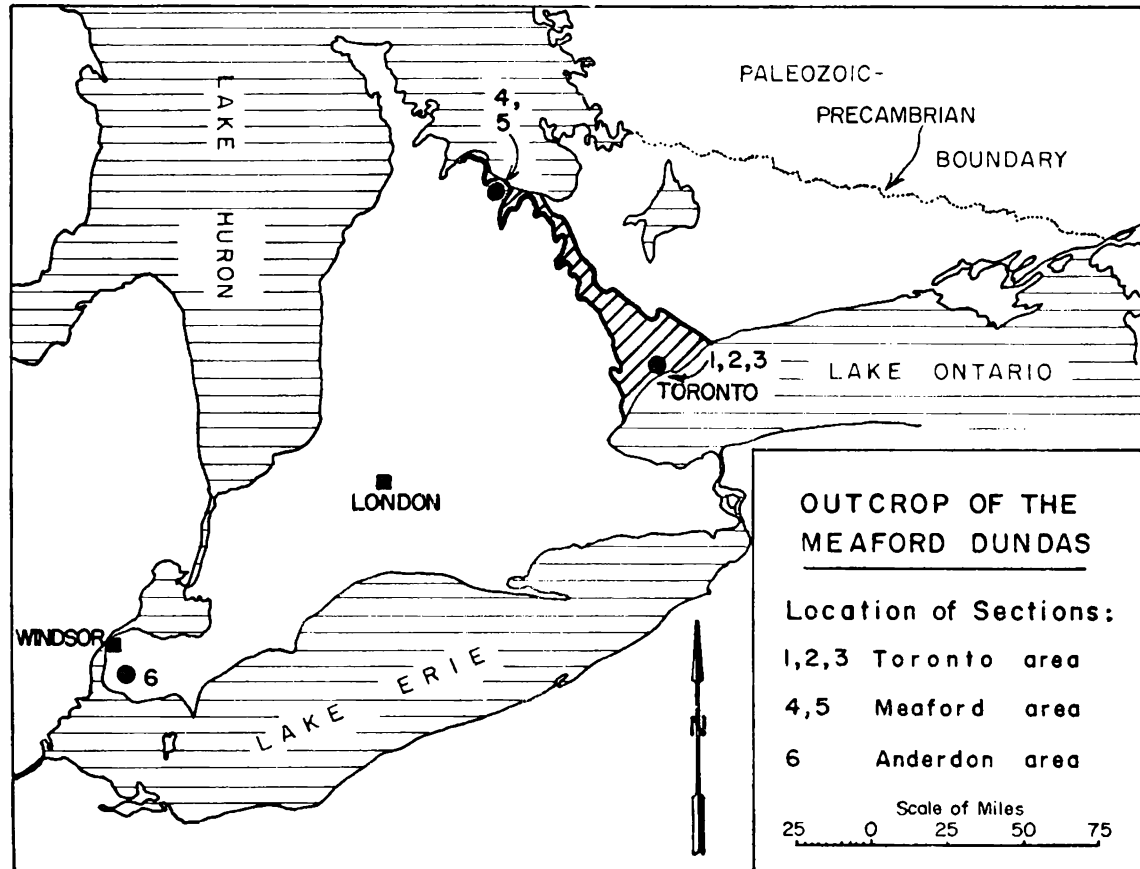 LAKE HURON
4,
5
PALEOZOIC-
PRECAMBRIAN
BOUNDARY
1,2,3
TORONTO
LAKE ONTARIO
LONDON
WINDSOR
6
LAKE ERIE
N
OUTCROP OF THE
MEAFORD DUNDAS
Location of Sections:
1,2,3 Toronto area
4,5 Meaford area
6 Anderdon area
Scale of Miles
25 0 25 50 75